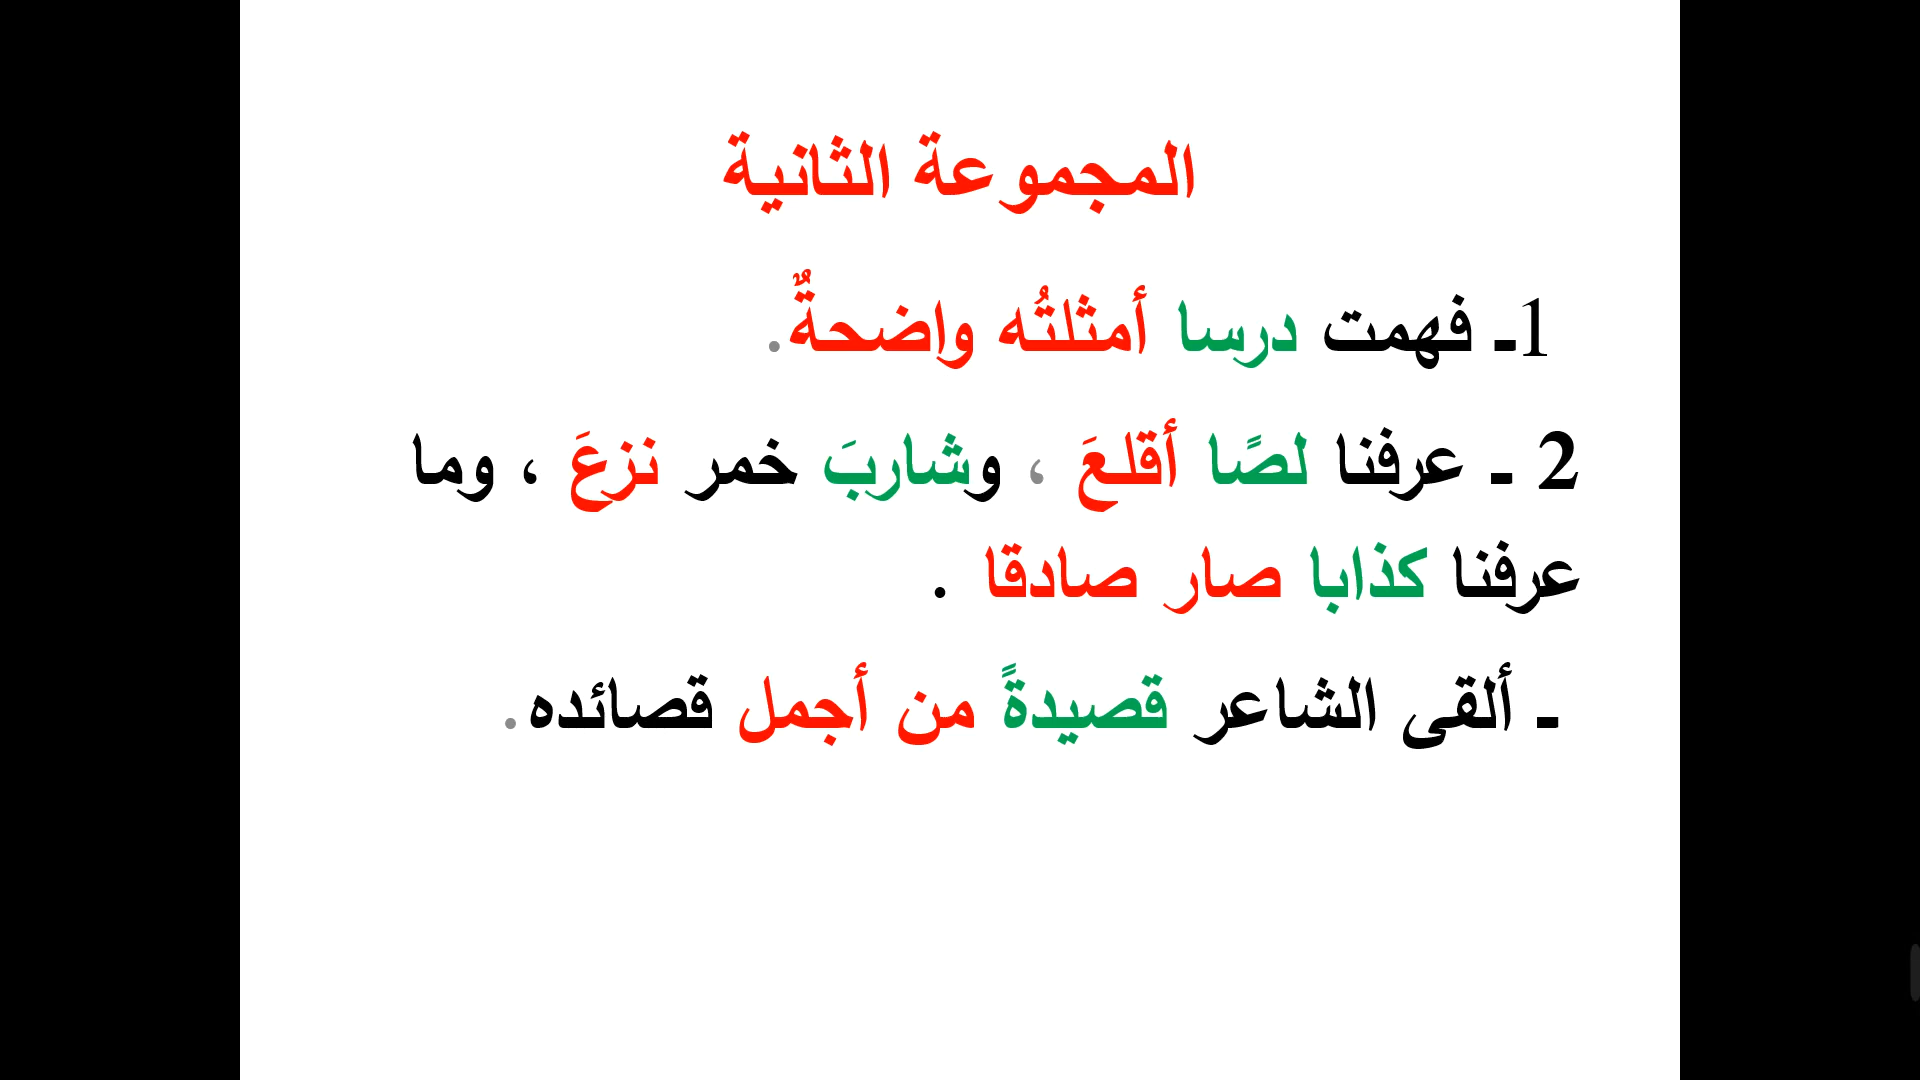 المجموعة الثانية
1ـ فهمت درسا أمثلتُه واضحةٌ.
2 ـ عرفنا لصًا أقلعَ ، وشاربَ خمر نزعَ ، وما
عرفنا كذابا صار صادقا .
ـ ألقى الشاعر قصيدةً من أجمل قصائده.